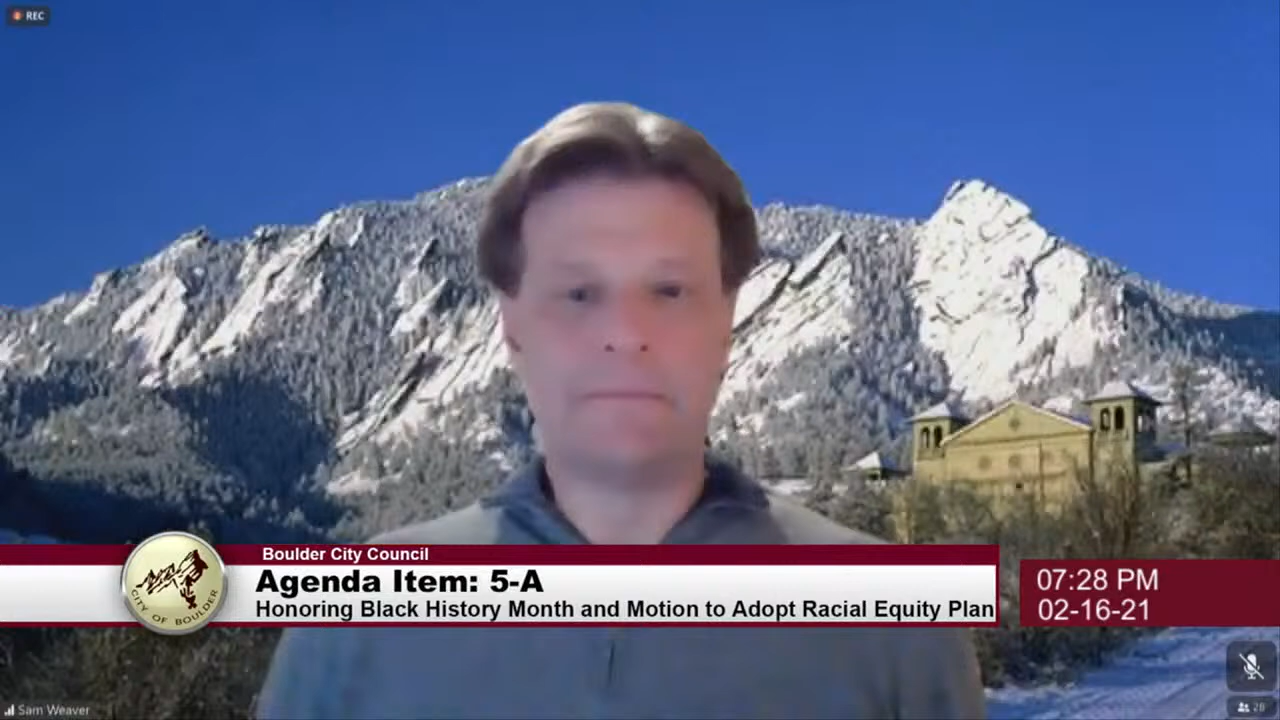 REC
Boulder City Council
Agenda Item: 5-A
Honoring Black History Month and Motion to Adopt Racial Equity Plan
CITY OF BOULDER
07:28 PM
02-16-21
Sam Weaver
28